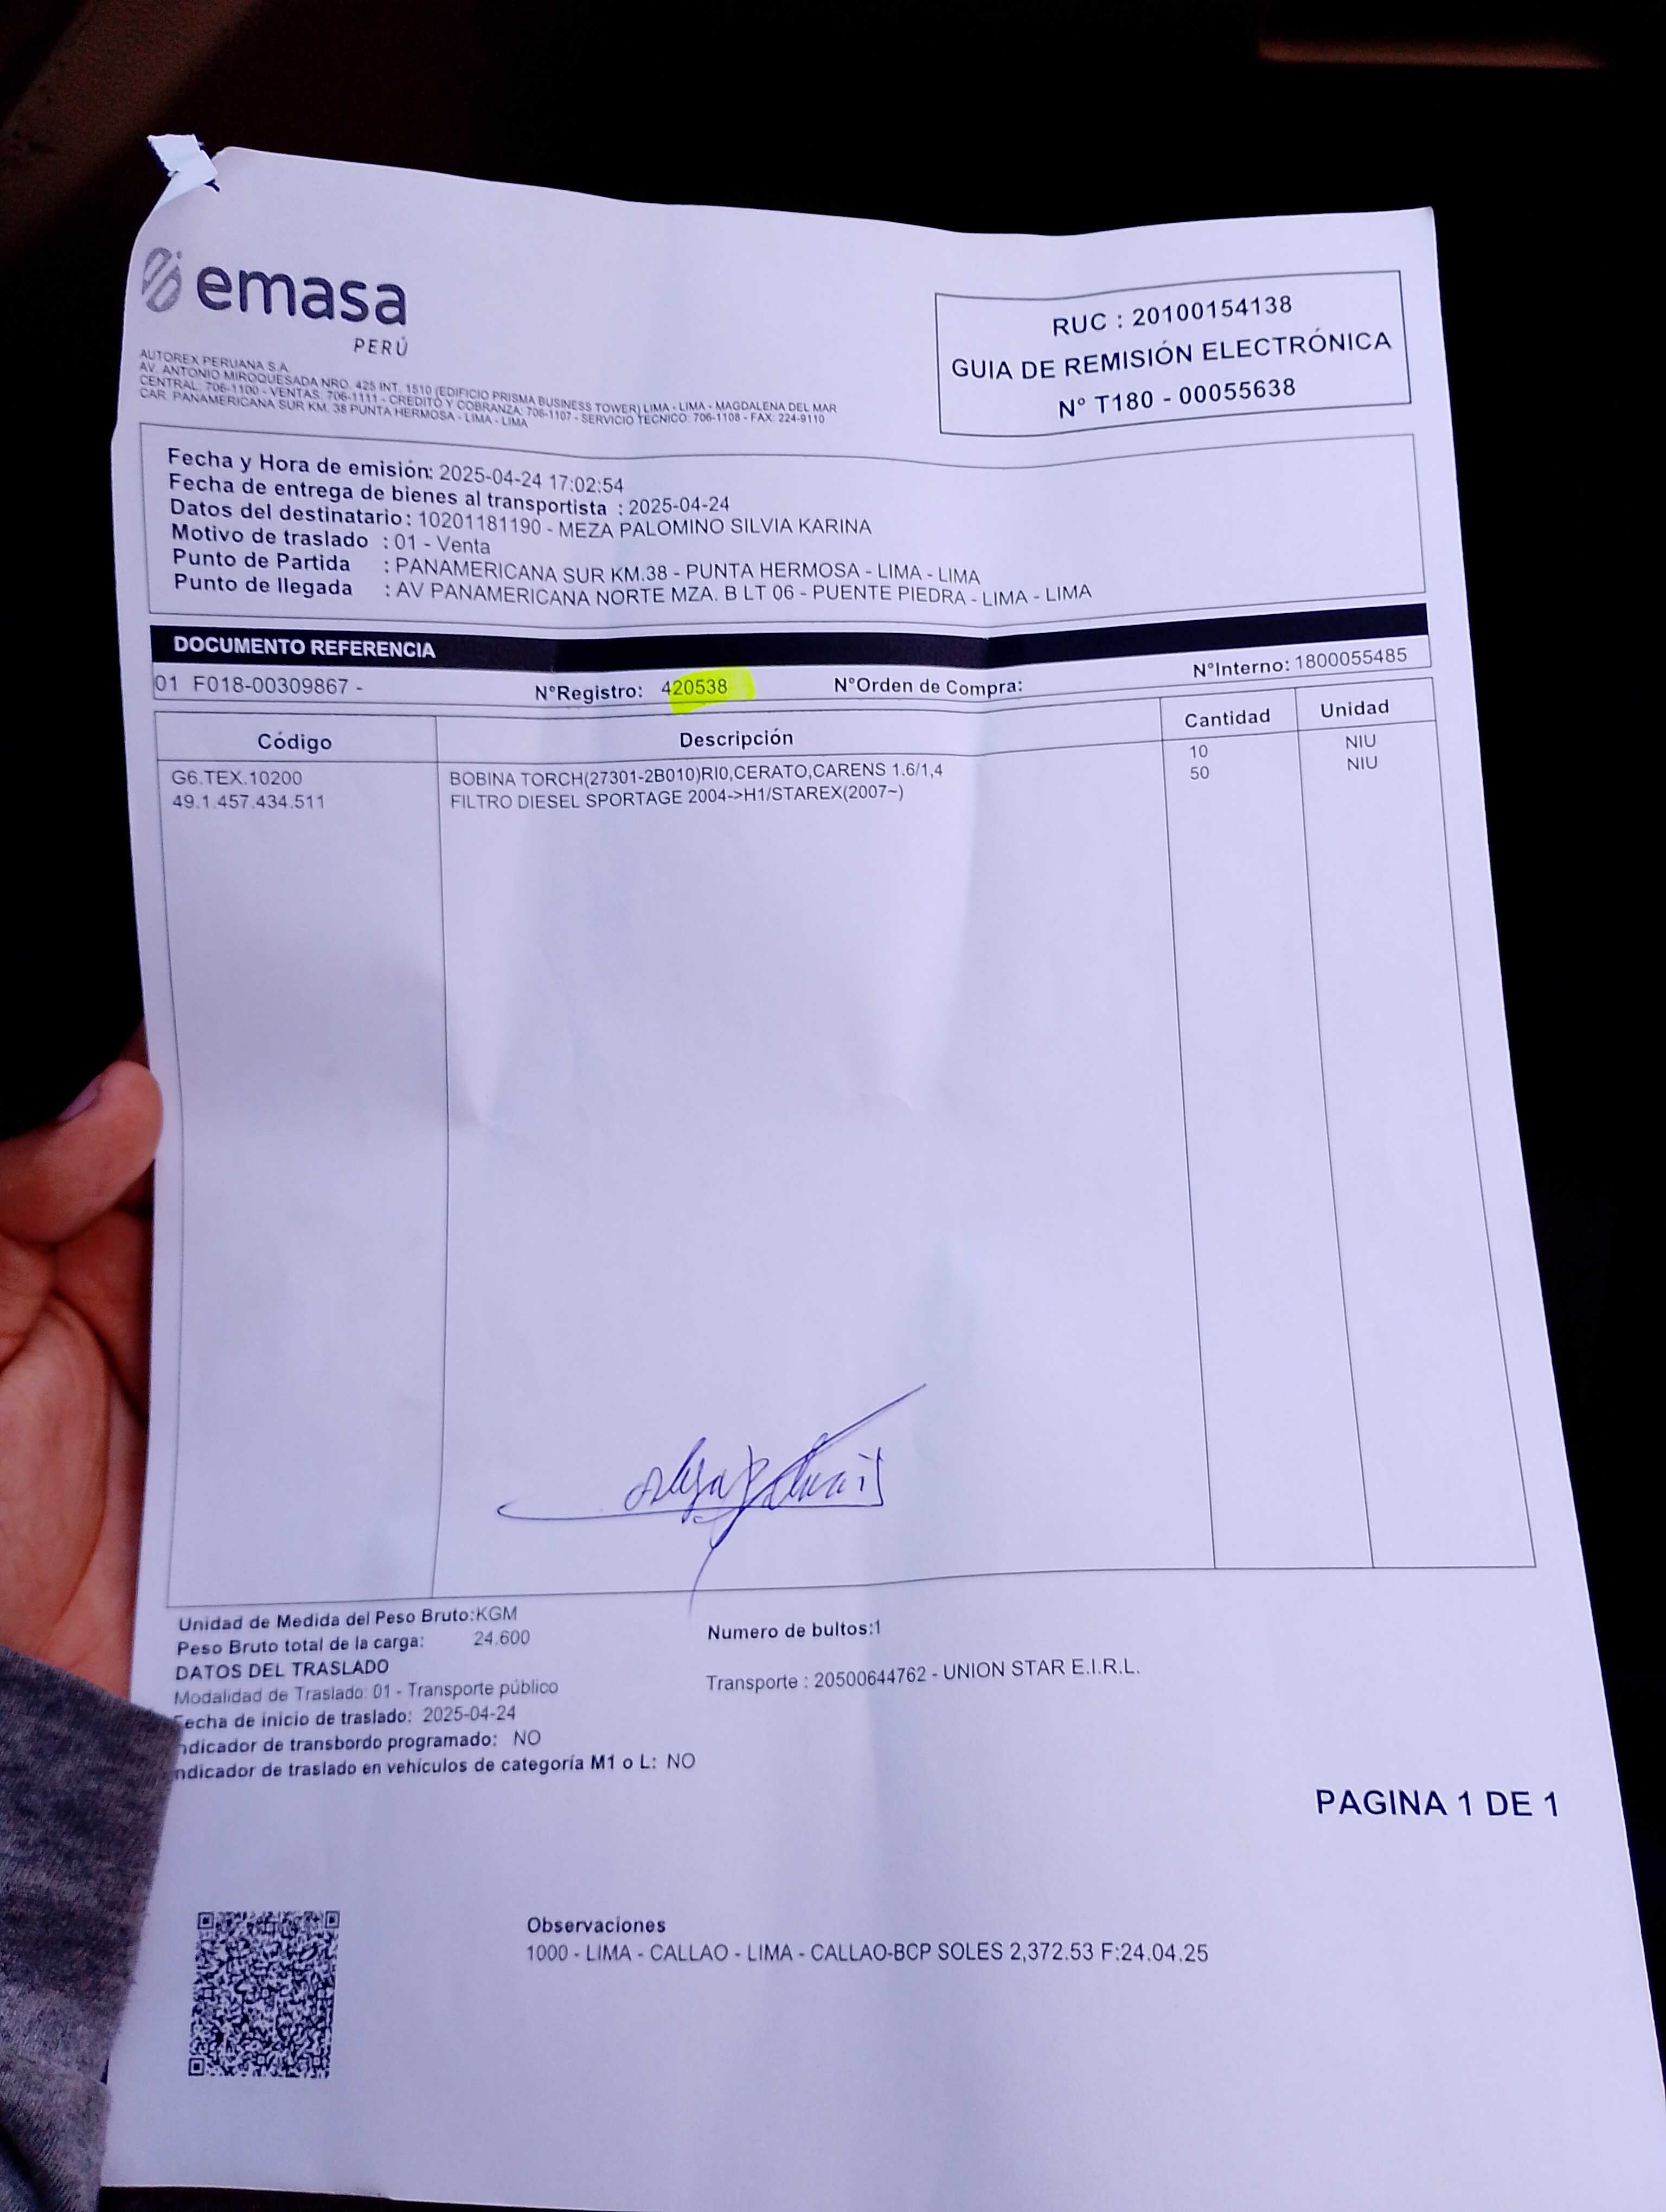 emasa
PERÚ
AUTOREX PERUANA S.A.
AV. ANTONIO MIROQUESADA NRO. 425 INT. 1510 (EDIFICIO PRISMA BUSINESS TOWER) LIMA - LIMA - MAGDALENA DEL MAR
CENTRAL: 706-1100 - VENTAS: 706-1111 - CREDITO Y COBRANZA: 706-1107 - SERVICIO TECNICO: 706-1108 - FAX: 224-9110
CAR. PANAMERICANA SUR KM. 38 PUNTA HERMOSA - LIMA - LIMA
RUC : 20100154138
GUIA DE REMISIÓN ELECTRÓNICA
N° T180 - 00055638
Fecha y Hora de emisión: 2025-04-24 17:02:54
Fecha de entrega de bienes al transportista : 2025-04-24
Datos del destinatario: 10201181190 - MEZA PALOMINO SILVIA KARINA
Motivo de traslado : 01 - Venta
Punto de Partida : PANAMERICANA SUR KM.38 - PUNTA HERMOSA - LIMA - LIMA
Punto de llegada : AV PANAMERICANA NORTE MZA. B LT 06 - PUENTE PIEDRA - LIMA - LIMA
DOCUMENTO REFERENCIA
01 F018-00309867 - N°Registro: 420538 N°Orden de Compra: N°Interno: 1800055485
Código Descripción Cantidad Unidad
G6.TEX.10200 BOBINA TORCH(27301-2B010)RIO,CERATO,CARENS 1.6/1,4 10 NIU
49.1.457.434.511 FILTRO DIESEL SPORTAGE 2004->H1/STAREX(2007~) 50 NIU
Unidad de Medida del Peso Bruto:KGM
Peso Bruto total de la carga: 24.600 Numero de bultos:1
DATOS DEL TRASLADO
Modalidad de Traslado: 01 - Transporte público Transporte : 20500644762 - UNION STAR E.I.R.L.
echa de inicio de traslado: 2025-04-24
ndicador de transbordo programado: NO
ndicador de traslado en vehículos de categoría M1 o L: NO
PAGINA 1 DE 1
Observaciones
1000 - LIMA - CALLAO - LIMA - CALLAO-BCP SOLES 2,372.53 F:24.04.25